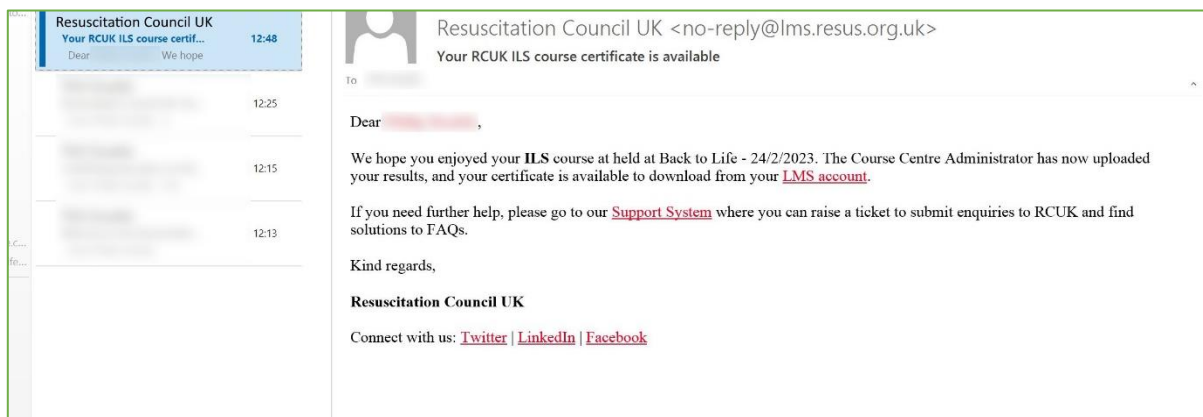 Resuscitation Council UK
Your RCUK ILS course certif... 12:48
Dear We hope
12:25
12:15
12:13
Resuscitation Council UK <no-reply@lms.resus.org.uk>
Your RCUK ILS course certificate is available
To
Dear ,
We hope you enjoyed your ILS course at held at Back to Life - 24/2/2023. The Course Centre Administrator has now uploaded
your results, and your certificate is available to download from your LMS account.
If you need further help, please go to our Support System where you can raise a ticket to submit enquiries to RCUK and find
solutions to FAQs.
Kind regards,
Resuscitation Council UK
Connect with us: Twitter | LinkedIn | Facebook